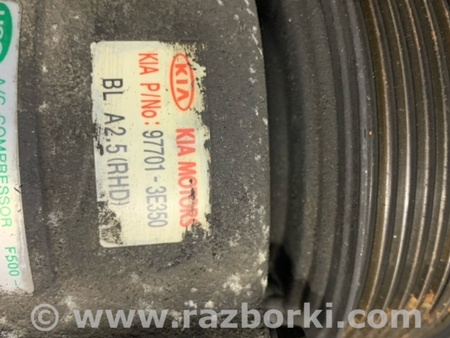 KIA KIA MOTORS
KIA P/No: 97701-3E350
BL A2.5(RHD)
A/C COMPRESSOR
F500-
www.razborki.com